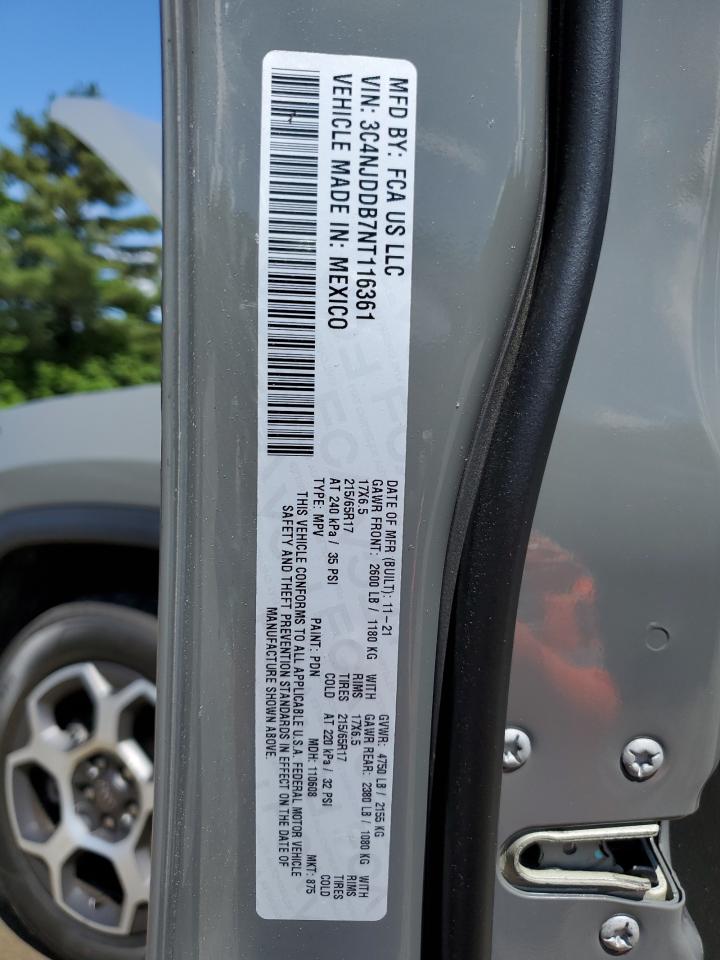 MFD BY: FCA US LLC
VIN: 3C4NJDDB7NT116361
VEHICLE MADE IN: MEXICO
DATE OF MFR (BUILT): 11-21 GVWR: 4750 LB / 2155 KG
GAWR FRONT: 2600 LB / 1180 KG WITH GAWR REAR: 2380 LB / 1080 KG WITH
17X6.5 RIMS 17X6.5 RIMS
215/65R17 TIRES 215/65R17 TIRES
AT 240 kPa / 35 PSI COLD AT 220 kPa / 32 PSI COLD
TYPE: MPV PAINT: PDN MDH: 110608 MKT: 875
THIS VEHICLE CONFORMS TO ALL APPLICABLE U.S.A. FEDERAL MOTOR VEHICLE
SAFETY AND THEFT PREVENTION STANDARDS IN EFFECT ON THE DATE OF
MANUFACTURE SHOWN ABOVE.